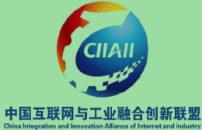 CIIAII
中国互联网与工业融合创新联盟
China Integration and Innovation Alliance of Internet and Industry